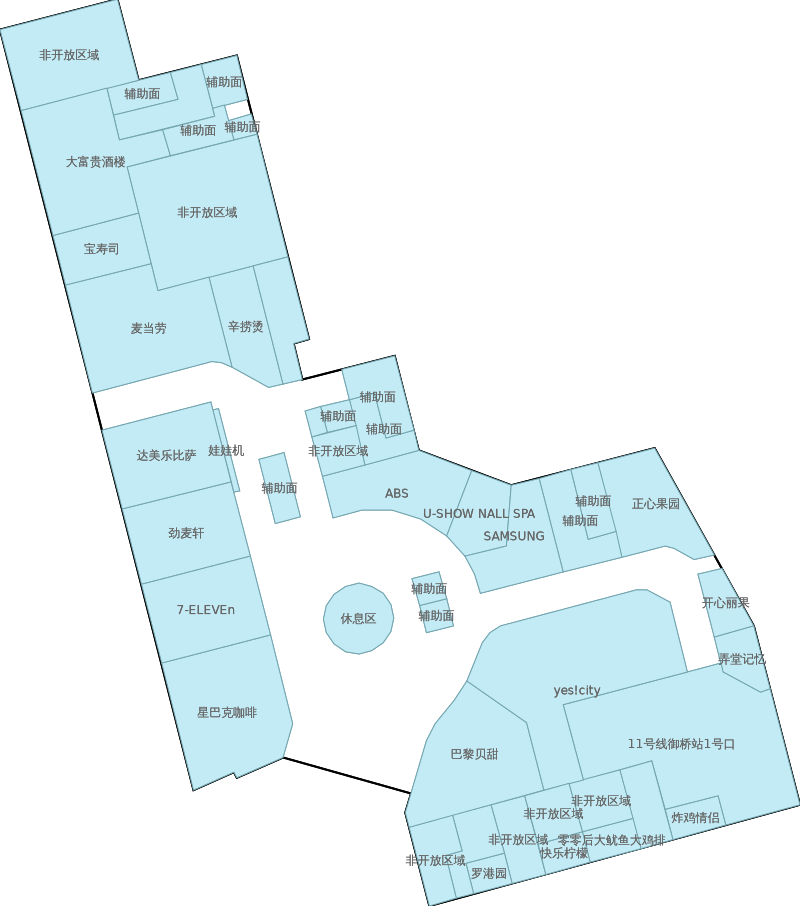 非开放区域
辅助面
辅助面
辅助面
辅助面
大富贵酒楼
非开放区域
宝寿司
麦当劳
辛捞烫
辅助面
辅助面
辅助面
达美乐比萨
娃娃机
非开放区域
辅助面
ABS
U-SHOW NALL SPA
SAMSUNG
辅助面
辅助面
正心果园
劲麦轩
7-ELEVEn
休息区
辅助面
辅助面
开心丽果
弄堂记忆
yes!city
星巴克咖啡
巴黎贝甜
11号线御桥站1号口
非开放区域
非开放区域
炸鸡情侣
非开放区域
零零后大鱿鱼大鸡排
快乐柠檬
非开放区域
罗港园